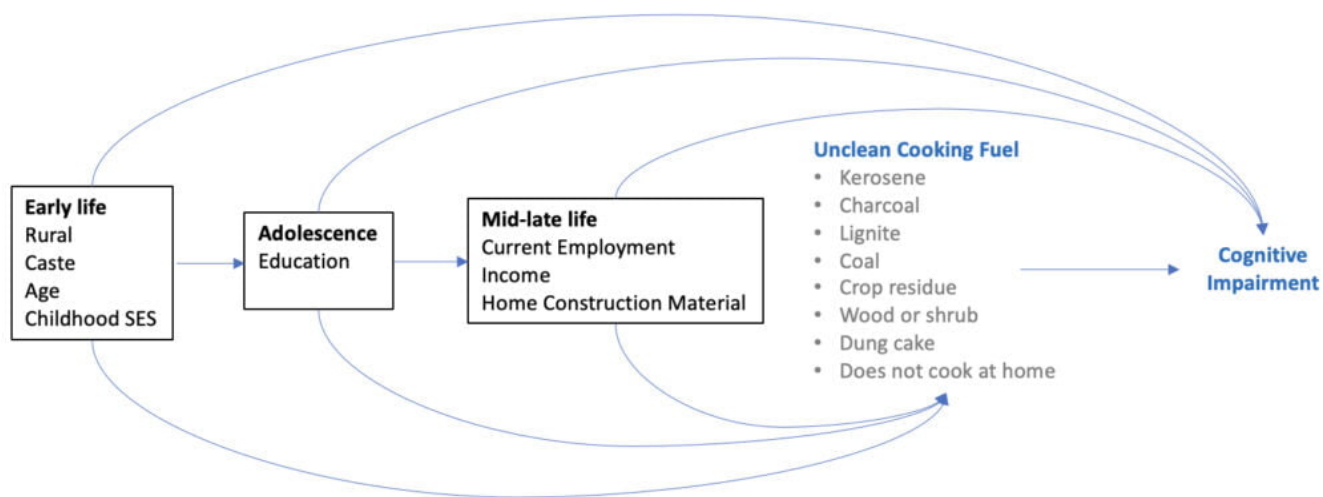 Early life
Rural
Caste
Age
Childhood SES
Adolescence
Education
Mid-late life
Current Employment
Income
Home Construction Material
Unclean Cooking Fuel
• Kerosene
• Charcoal
• Lignite
• Coal
• Crop residue
• Wood or shrub
• Dung cake
• Does not cook at home
Cognitive
Impairment